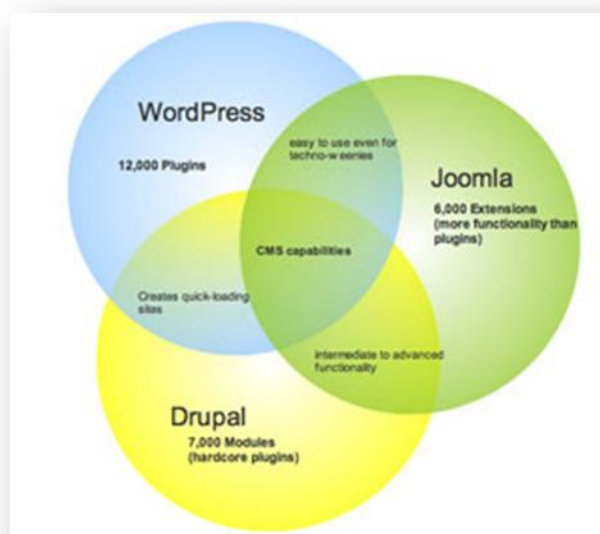 WordPress
12,000 Plugins
easy to use even for
techno-weenies
Joomla
6,000 Extensions
(more functionality than
plugins)
CMS capabilities
Creates quick-loading
sites
intermediate to advanced
functionality
Drupal
7,000 Modules
(hardcore plugins)